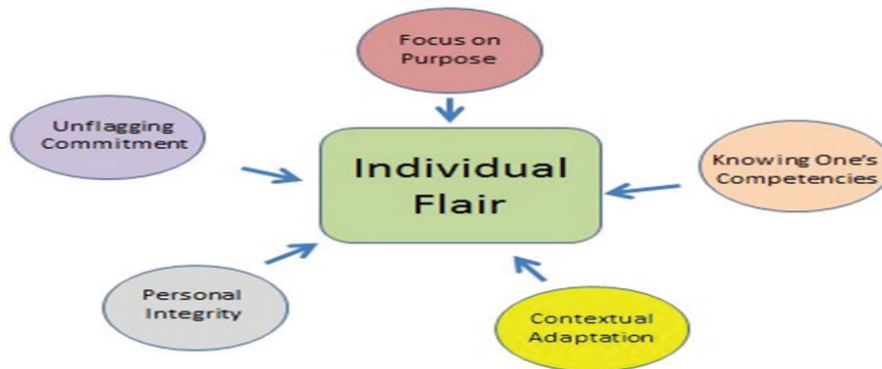 Focus on
Purpose
Unflagging
Commitment
Individual
Flair
Knowing One's
Competencies
Personal
Integrity
Contextual
Adaptation